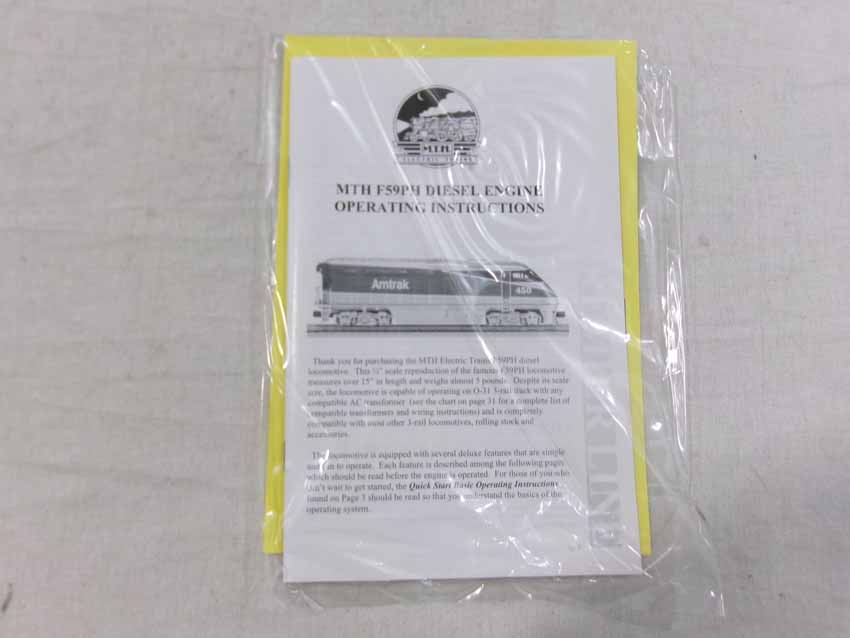 M.T.H.
ELECTRIC TRAINS
MTH F59PH DIESEL ENGINE
OPERATING INSTRUCTIONS
Amtrak
450
Thank you for purchasing the MTH Electric Trains F59PH diesel
locomotive. This ¼" scale reproduction of the famous F59PH locomotive
measures over 15" in length and weighs almost 5 pounds. Despite its scale
size, the locomotive is capable of operating on O-31 3-rail track with any
compatible AC transformer (see the chart on page 31 for a complete list of
compatible transformers and wiring instructions) and is completely
compatible with most other 3-rail locomotives, rolling stock and
accessories.
The locomotive is equipped with several deluxe features that are simple
and fun to operate. Each feature is described among the following pages
which should be read before the engine is operated. For those of you who
can't wait to get started, the Quick Start Basic Operating Instructions
found on Page 3 should be read so that you understand the basics of the
operating system.